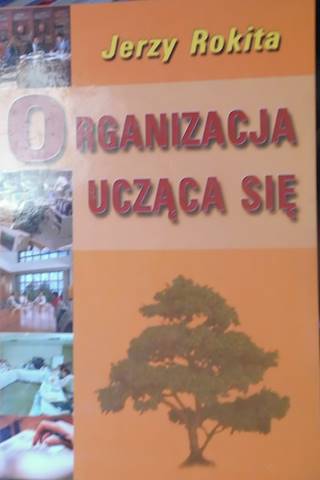 Jerzy Rokita
ORGANIZACJA
UCZĄCA SIĘ